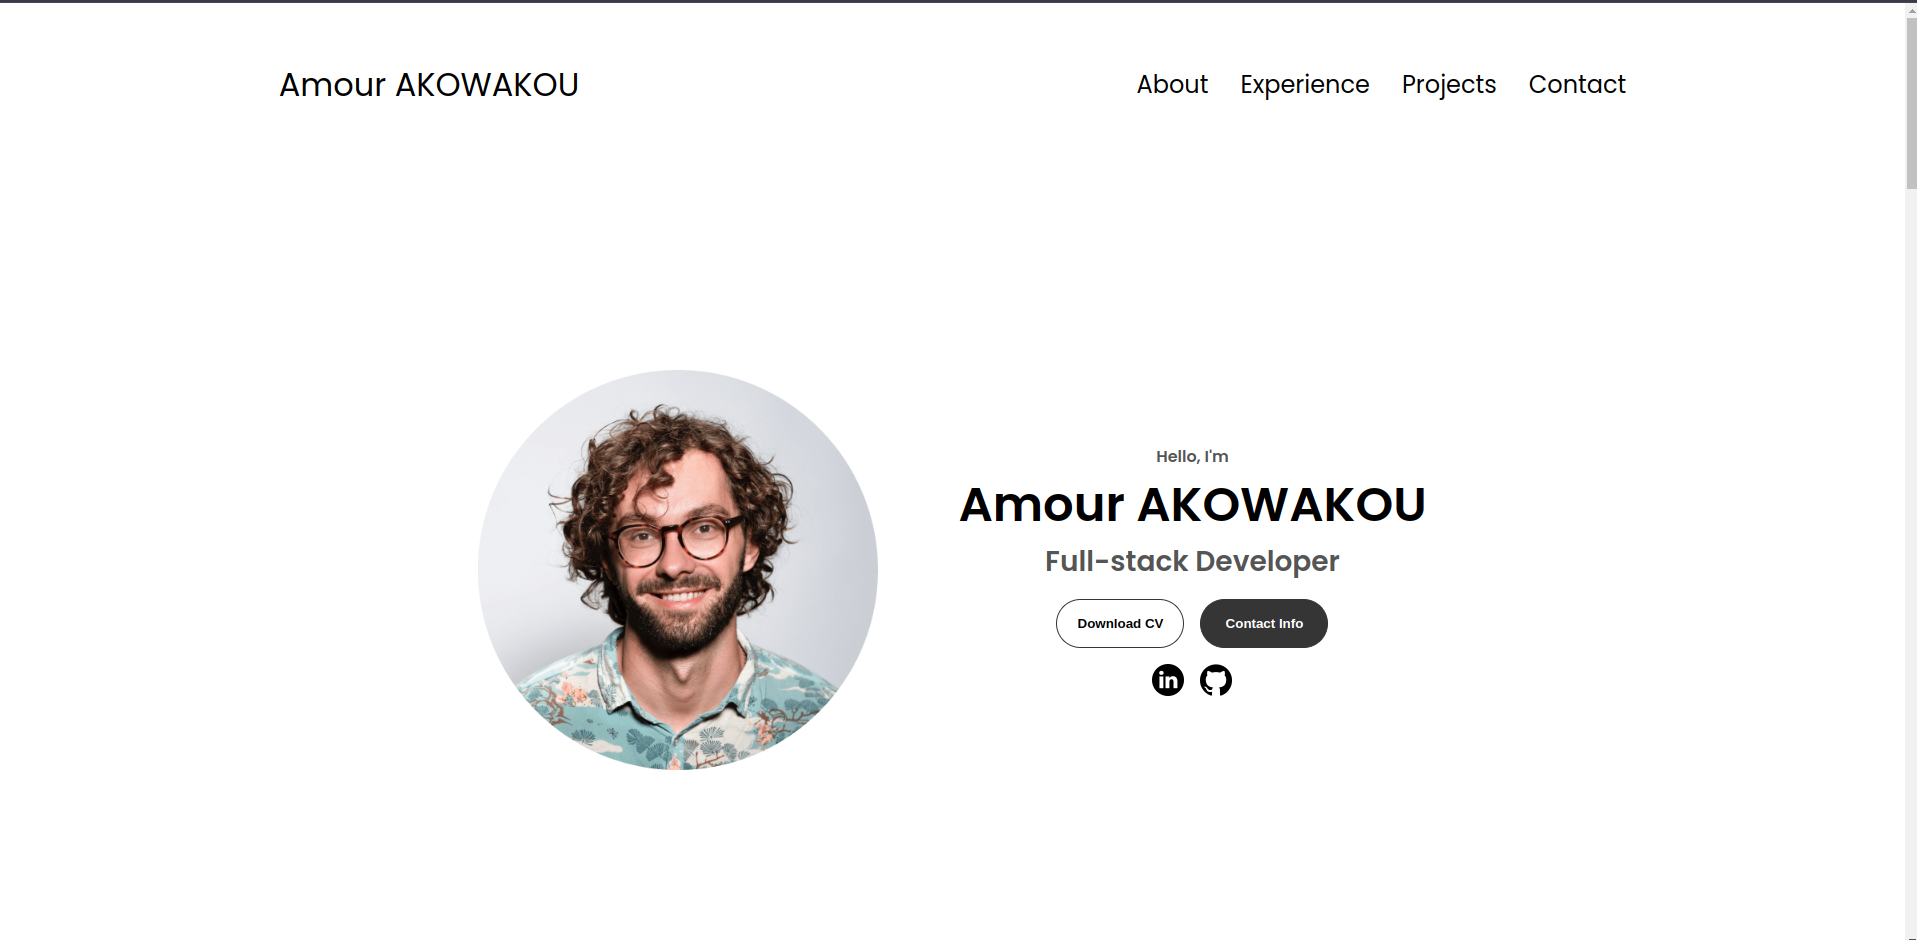 Amour AKOWAKOU
About Experience Projects Contact
Hello, I'm
Amour AKOWAKOU
Full-stack Developer
Download CV
Contact Info
in